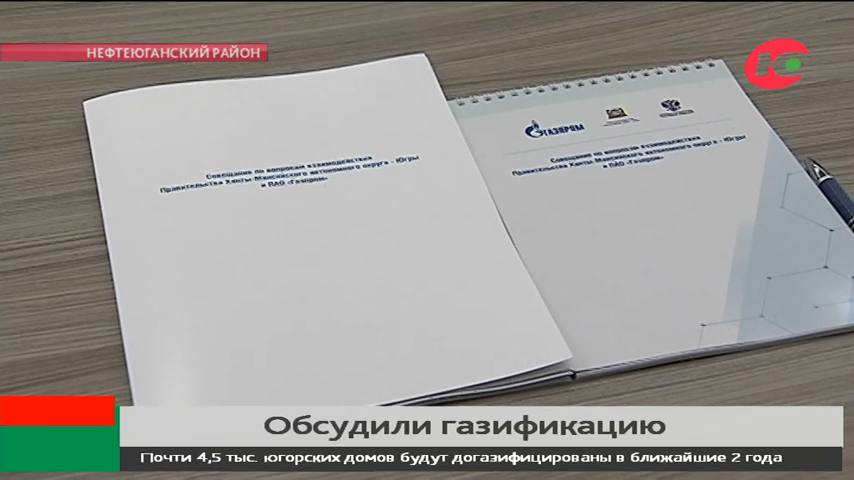 НЕФТЕЮГАНСКИЙ РАЙОН
Совещание по вопросам взаимодействия
Правительства Ханты-Мансийского автономного округа - Югры
и ПАО «Газпром»
ГАЗПРОМ
Совещание по вопросам взаимодействия
Правительства Ханты-Мансийского автономного округа - Югры
и ПАО «Газпром»
Обсудили газификацию
Почти 4,5 тыс. югорских домов будут догазифицированы в ближайшие 2 года